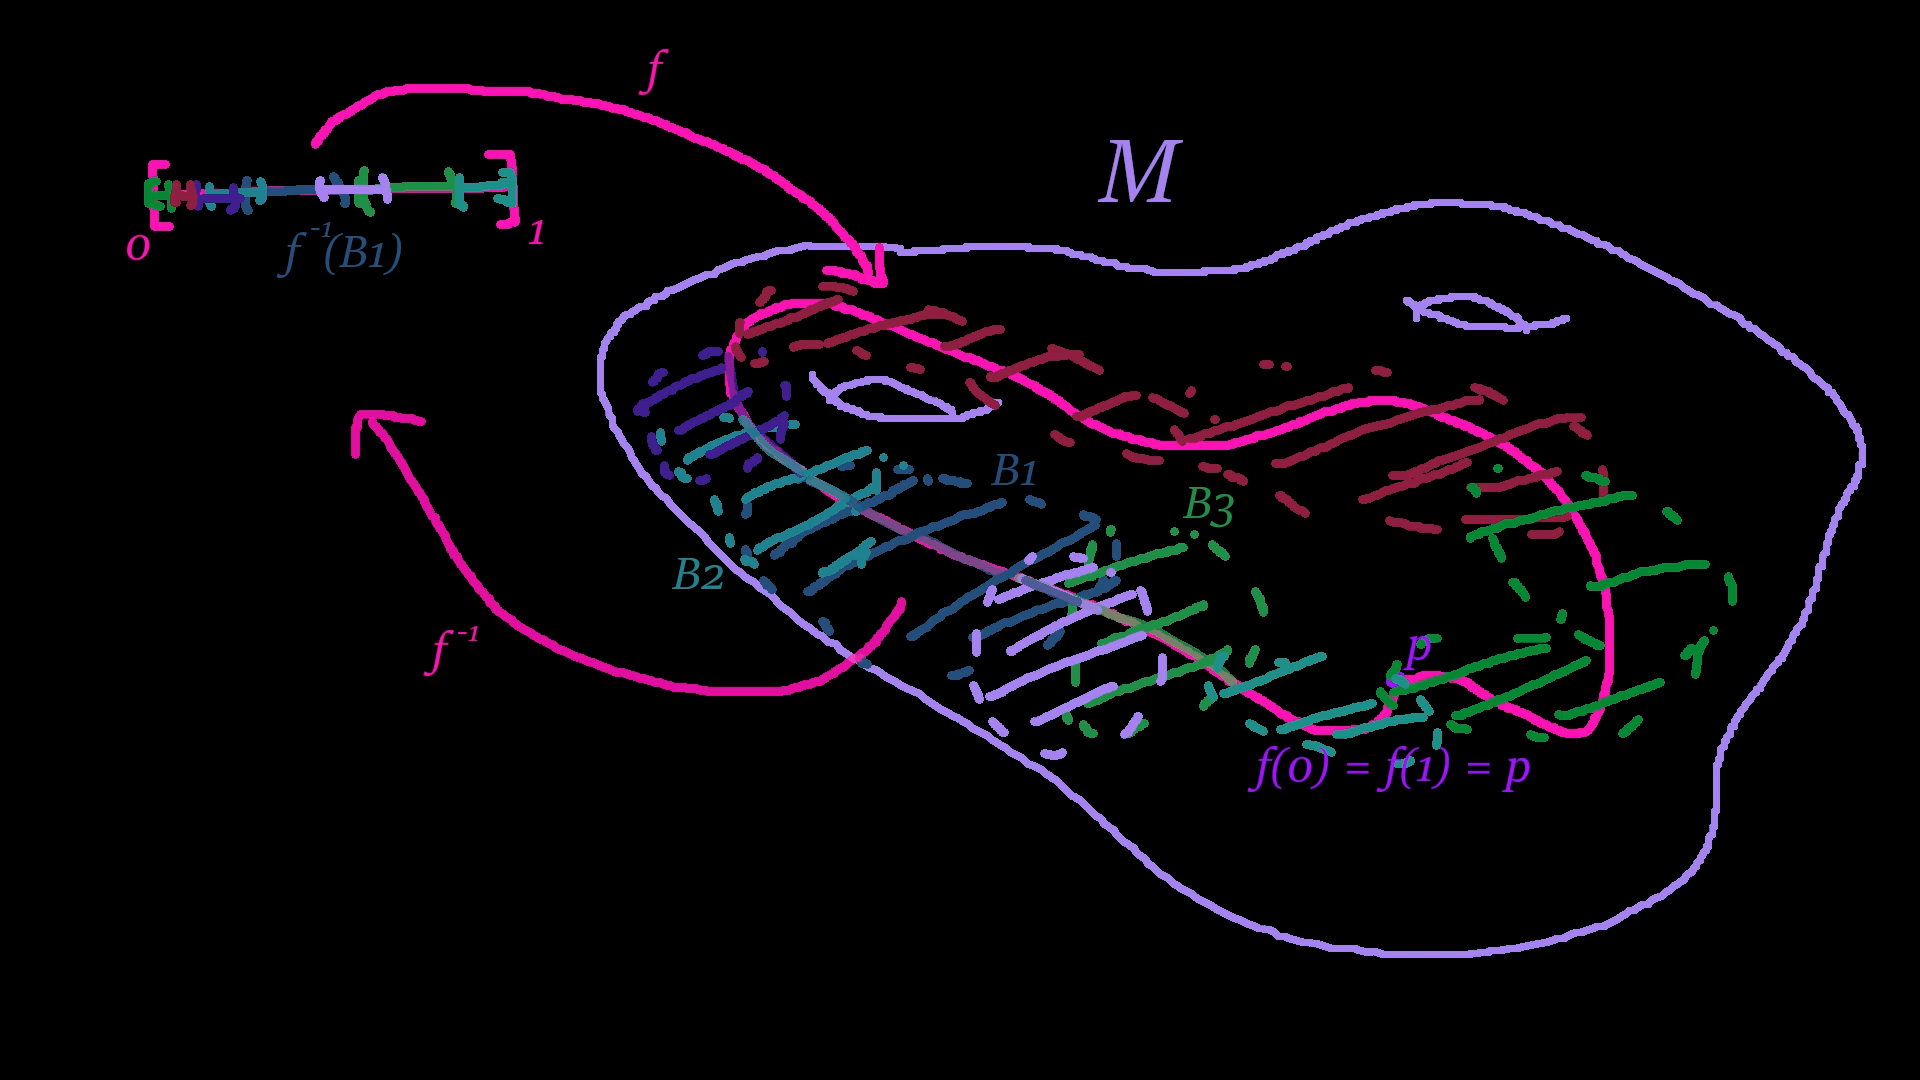 f
M
0
1
f⁻¹(B1)
B1
B3
B2
f⁻¹
p
f(0) = f(1) = p